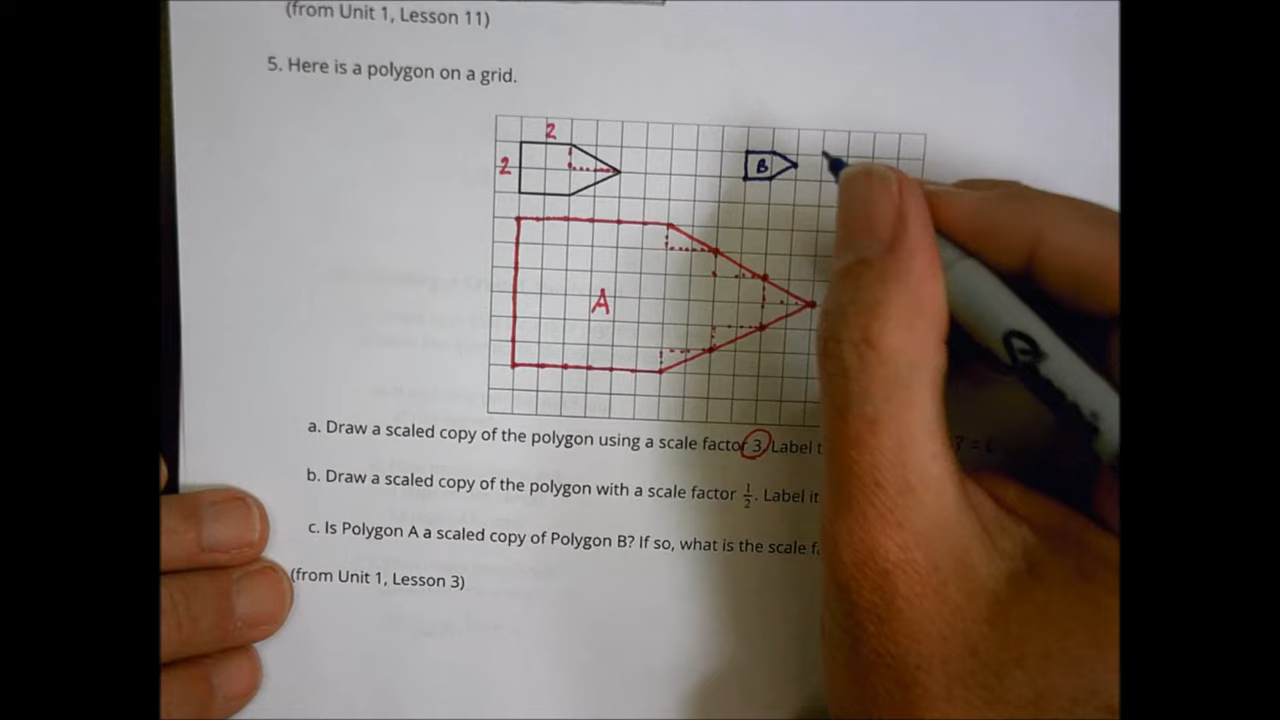 (from Unit 1, Lesson 11)
5. Here is a polygon on a grid.
2
2
B
A
a. Draw a scaled copy of the polygon using a scale factor 3. Label
b. Draw a scaled copy of the polygon with a scale factor 1/2. Label it
c. Is Polygon A a scaled copy of Polygon B? If so, what is the scale
(from Unit 1, Lesson 3)